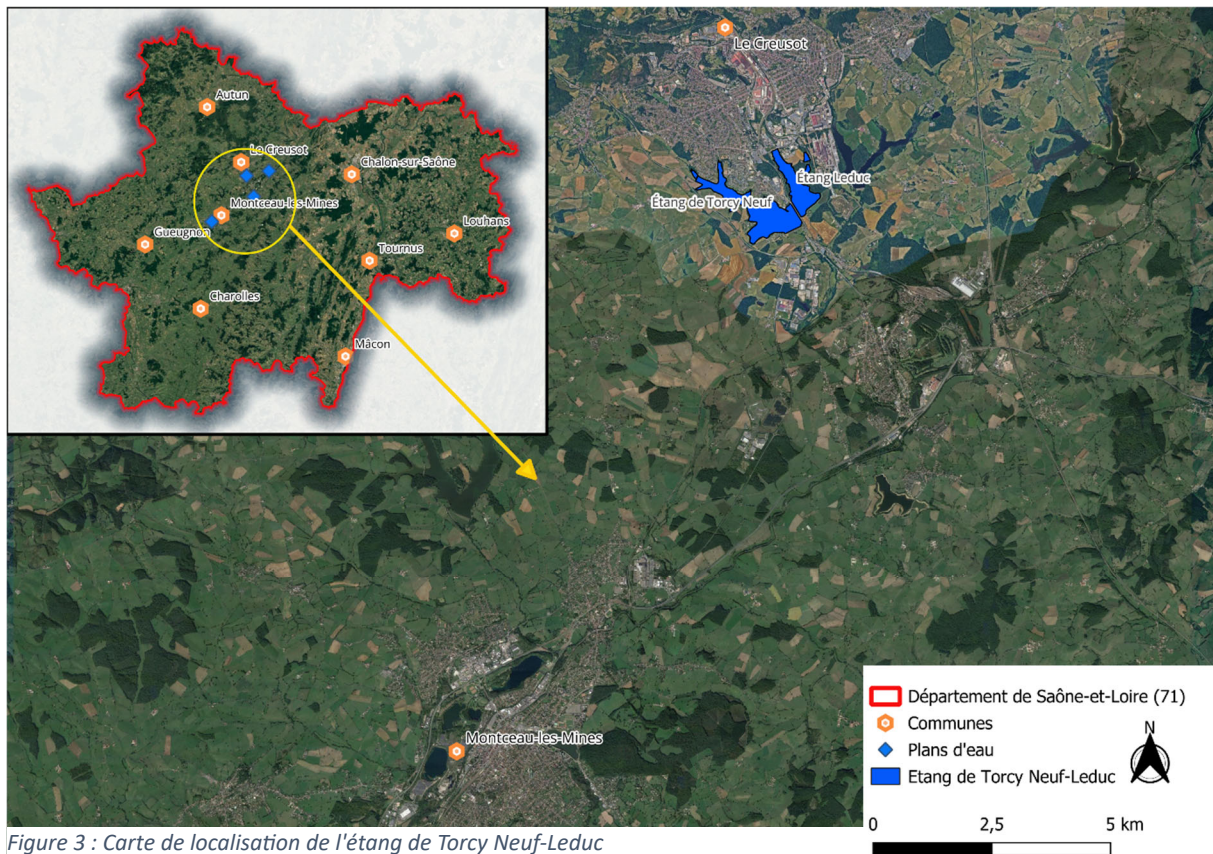 Autun
Le Creusot
Chalon-sur-Saône
Montceau-les-Mines
Louhans
Gueugnon
Tournus
Charolles
Mâcon
Le Creusot
Étang Leduc
Étang de Torcy Neuf
Montceau-les-Mines
Département de Saône-et-Loire (71)
Communes
Plans d'eau
Etang de Torcy Neuf-Leduc
N
0 2,5 5 km
Figure 3 : Carte de localisation de l'étang de Torcy Neuf-Leduc